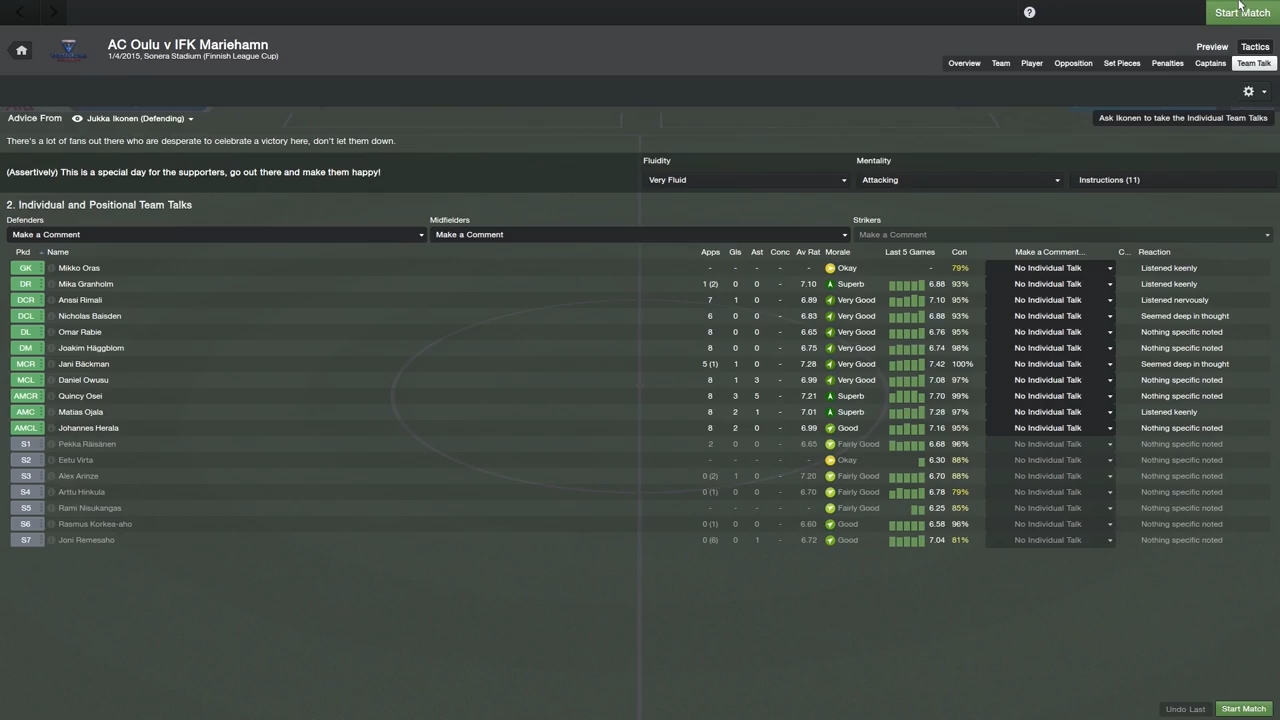 Start Match
AC Oulu v IFK Mariehamn
1/4/2015, Sonera Stadium (Finnish League Cup)
Preview Tactics
Overview Team Player Opposition Set Pieces Penalties Captains Team Talk
Advice From Jukka Ikonen (Defending) Ask Ikonen to take the Individual Team Talks
There's a lot of fans out there who are desperate to celebrate a victory here, don't let them down.
Fluidity Mentality
(Assertively) This is a special day for the supporters, go out there and make them happy!
Very Fluid Attacking Instructions (11)
2. Individual and Positional Team Talks
Defenders Midfielders Strikers
Make a Comment Make a Comment Make a Comment
Pkd Name Apps Gls Ast Conc Av Rat Morale Last 5 Games Con Make a Comment... C... Reaction
GK Mikko Oras - - - - - Okay - 79% No Individual Talk Listened keenly
DR Mika Granholm 1 (2) 0 0 - 7.10 Superb 6.88 93% No Individual Talk Listened keenly
DCR Anssi Rimali 7 1 0 - 6.89 Very Good 7.10 95% No Individual Talk Listened nervously
DCL Nicholas Baisden 6 0 0 - 6.83 Very Good 6.88 93% No Individual Talk Seemed deep in thought
DL Omar Rabie 8 0 0 - 6.65 Very Good 6.76 95% No Individual Talk Nothing specific noted
DM Joakim Häggblom 8 0 0 - 6.75 Very Good 6.74 98% No Individual Talk Nothing specific noted
MCR Jani Bäckman 5 (1) 0 0 - 7.28 Very Good 7.42 100% No Individual Talk Seemed deep in thought
MCL Daniel Owusu 8 1 3 - 6.99 Very Good 7.08 97% No Individual Talk Nothing specific noted
AMCR Quincy Osei 8 3 5 - 7.21 Superb 7.70 99% No Individual Talk Nothing specific noted
AMC Matias Ojala 8 2 1 - 7.01 Superb 7.28 97% No Individual Talk Listened keenly
AMCL Johannes Herala 8 2 0 - 6.99 Good 7.16 95% No Individual Talk Nothing specific noted
S1 Pekka Räisänen 2 0 0 - 6.65 Fairly Good 6.68 96% No Individual Talk Nothing specific noted
S2 Eetu Virta - - - - - Okay 6.30 88% No Individual Talk Nothing specific noted
S3 Alex Arinze 0 (2) 1 0 - 7.20 Fairly Good 6.70 88% No Individual Talk Nothing specific noted
S4 Arttu Hinkula 0 (1) 0 0 - 6.70 Fairly Good 6.78 79% No Individual Talk Nothing specific noted
S5 Rami Nisukangas - - - - - Fairly Good 6.25 85% No Individual Talk Nothing specific noted
S6 Rasmus Korkea-aho 0 (1) 0 0 - 6.60 Good 6.58 96% No Individual Talk Nothing specific noted
S7 Joni Remesaho 0 (6) 0 1 - 6.72 Good 7.04 81% No Individual Talk Nothing specific noted
Undo Last Start Match